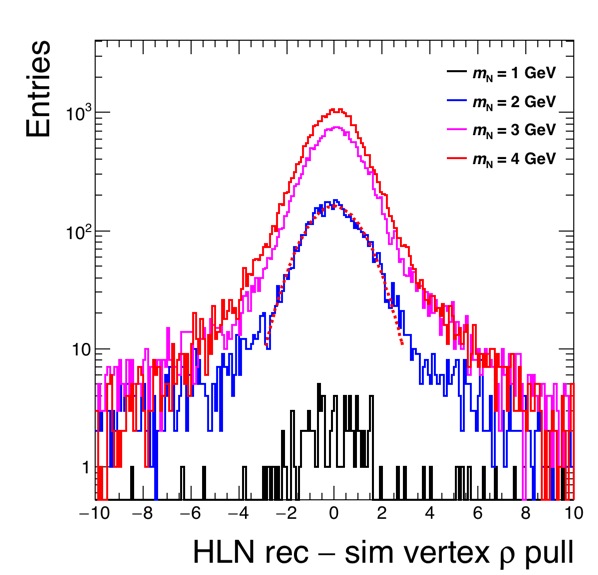 Entries
m_N = 1 GeV
m_N = 2 GeV
m_N = 3 GeV
m_N = 4 GeV
10³
10²
10
1
−10 −8 −6 −4 −2 0 2 4 6 8 10
HLN rec − sim vertex ρ pull